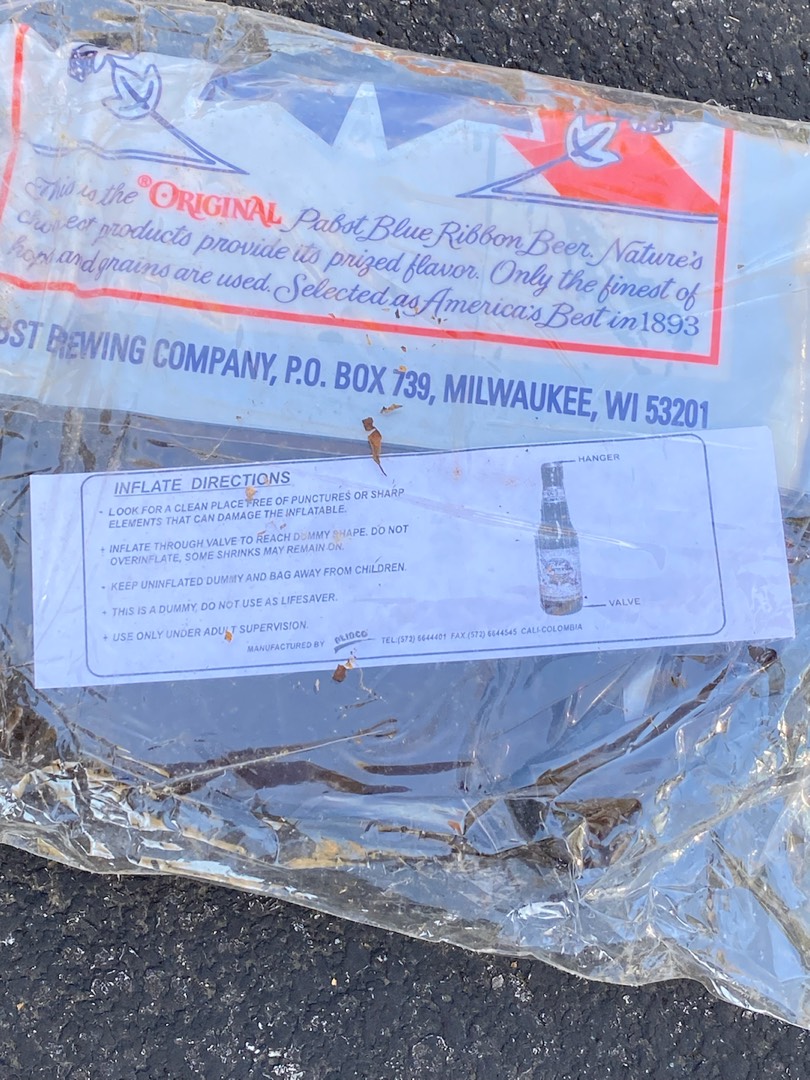 This is the ®ORIGINAL Pabst Blue Ribbon Beer. Nature's
choicest products provide its prized flavor. Only the finest of
hops and grains are used. Selected as America's Best in 1893
BST BREWING COMPANY, P.O. BOX 739, MILWAUKEE, WI 53201
INFLATE DIRECTIONS
HANGER
- LOOK FOR A CLEAN PLACE FREE OF PUNCTURES OR SHARP
ELEMENTS THAT CAN DAMAGE THE INFLATABLE.
+ INFLATE THROUGH VALVE TO REACH DUMMY SHAPE. DO NOT
OVERINFLATE, SOME SHRINKS MAY REMAIN ON.
- KEEP UNINFLATED DUMMY AND BAG AWAY FROM CHILDREN.
+ THIS IS A DUMMY, DO NOT USE AS LIFESAVER.
VALVE
+ USE ONLY UNDER ADULT SUPERVISION.
MANUFACTURED BY TEL:(572) 6644401 FAX:(572) 6644545 CALI-COLOMBIA